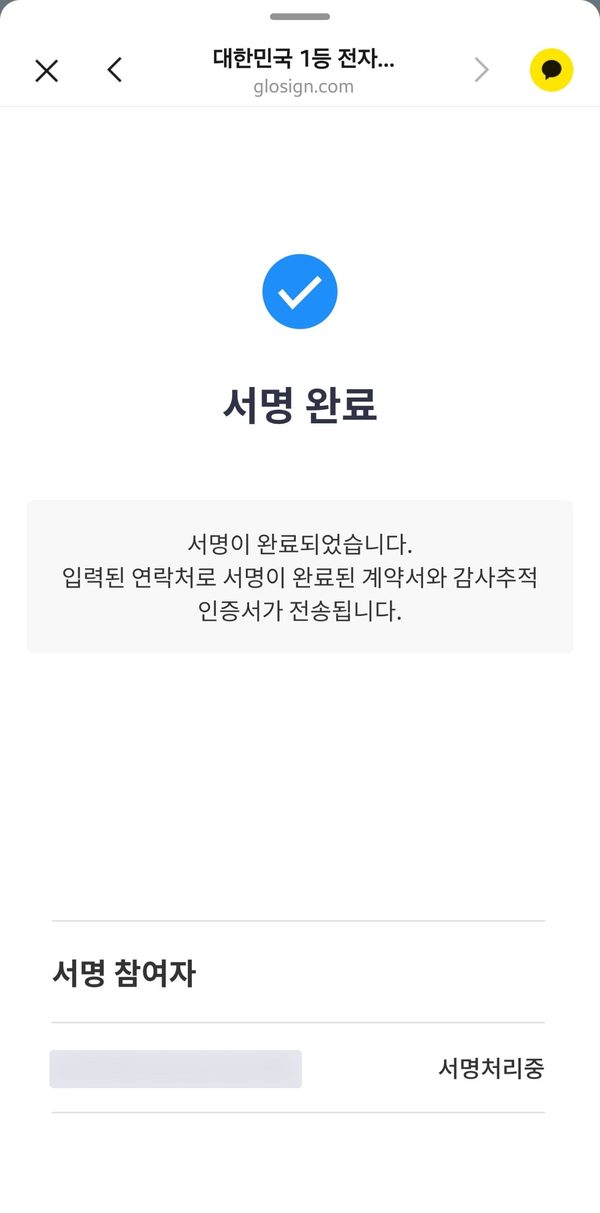 대한민국 1등 전자...
glosign.com
서명 완료
서명이 완료되었습니다.
입력된 연락처로 서명이 완료된 계약서와 감사추적
인증서가 전송됩니다.
서명 참여자
서명처리중